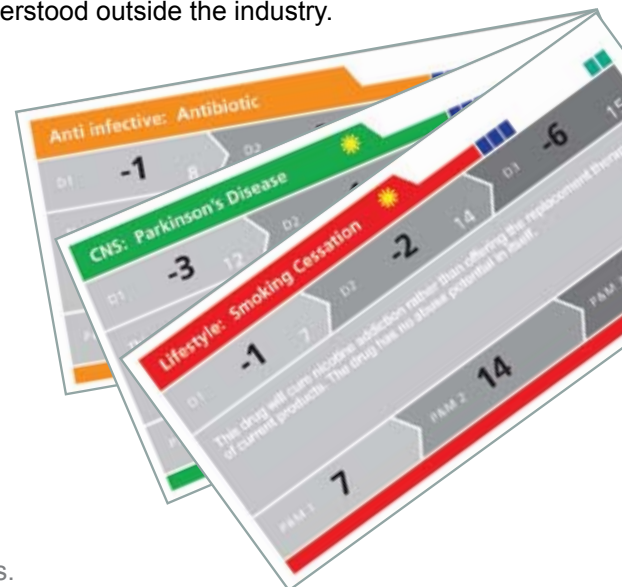 erstood outside the industry.
Anti infective: Antibiotic
D1 -1 8 D2
CNS: Parkinson's Disease
D1 -3 12 D2
Lifestyle: Smoking Cessation
D1 -1 7 D2 -2 14 D3 -6 15
This drug will cure nicotine addiction rather than offering the replacement
of current products. The drug has no abuse potential in itself.
P&M 1 7 P&M 2 14 P&M
s.